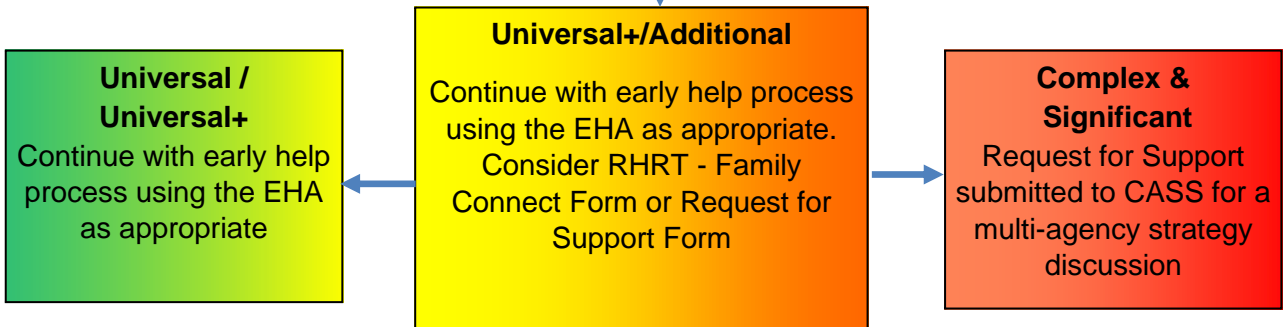 Universal /
Universal+
Continue with early help
process using the EHA
as appropriate
Universal+/Additional
Continue with early help process
using the EHA as appropriate.
Consider RHRT - Family
Connect Form or Request for
Support Form
Complex &
Significant
Request for Support
submitted to CASS for a
multi-agency strategy
discussion